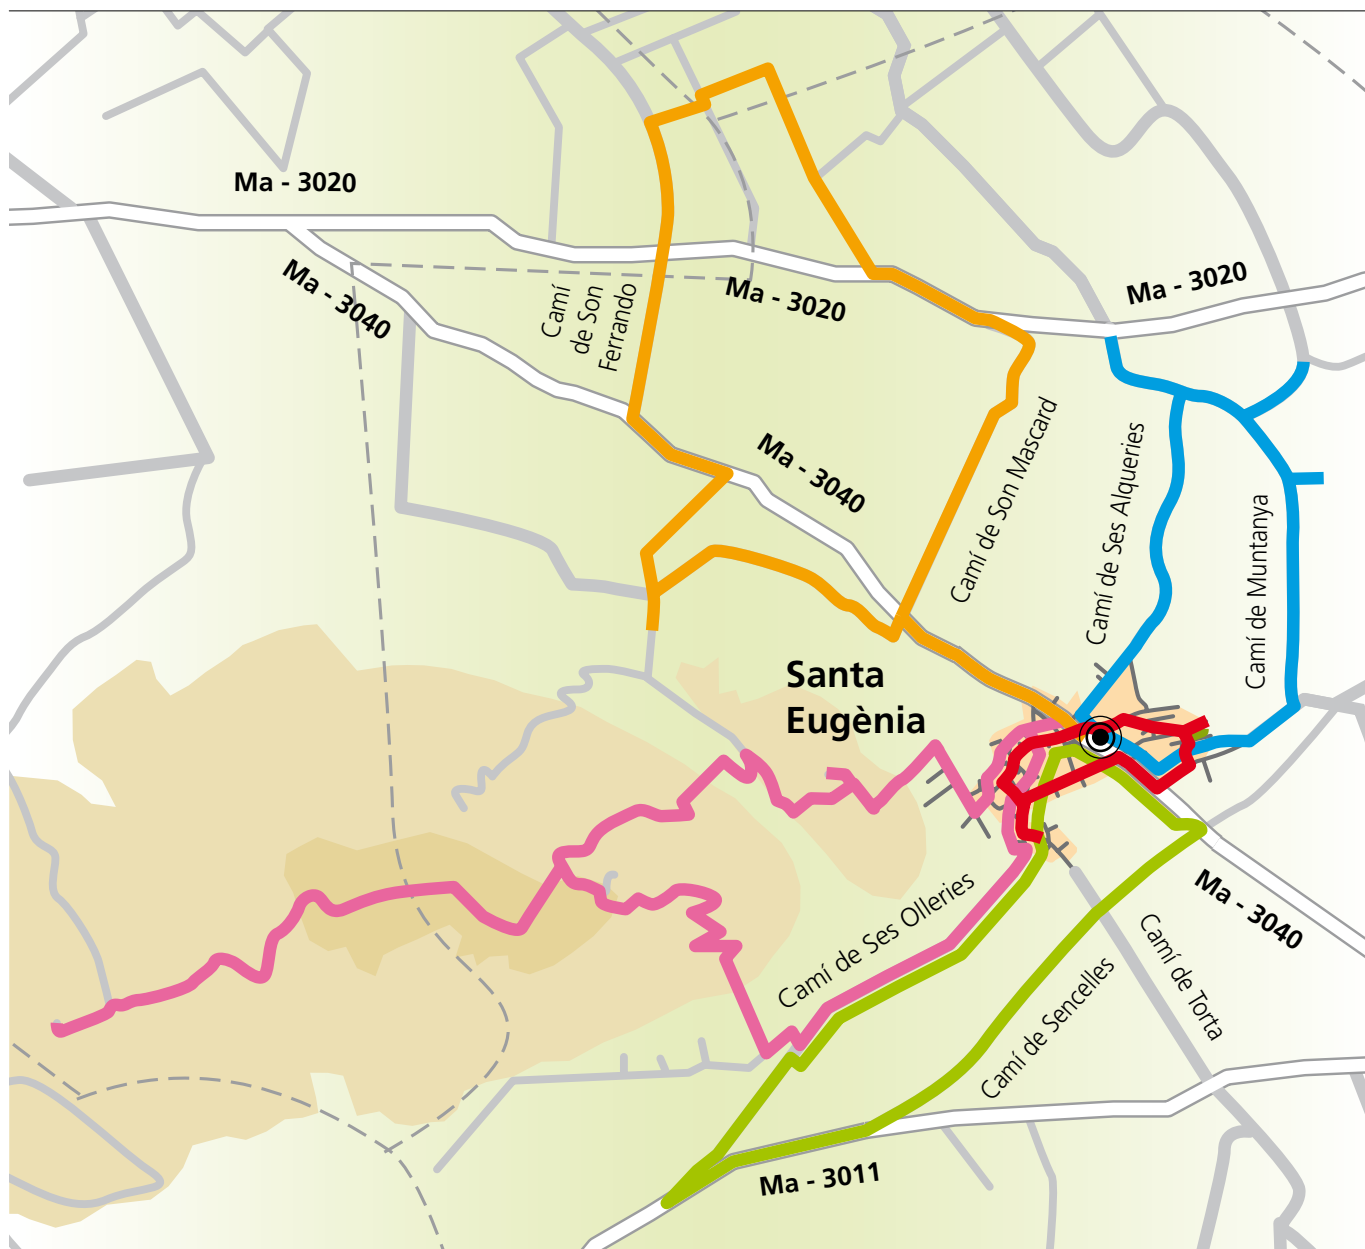 Ma - 3020
Ma - 3040
Camí
de Son
Ferrando
Ma - 3020
Ma - 3020
Ma - 3040
Camí de Son Mascard
Camí de Ses Alqueries
Camí de Muntanya
Santa
Eugènia
Camí de Ses Olleries
Ma - 3040
Camí de Torta
Camí de Sencelles
Ma - 3011